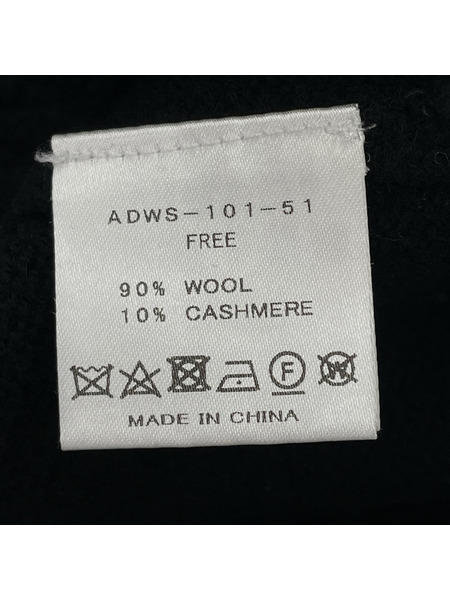 ADWS-101-51
FREE
90% WOOL
10% CASHMERE
F W
MADE IN CHINA